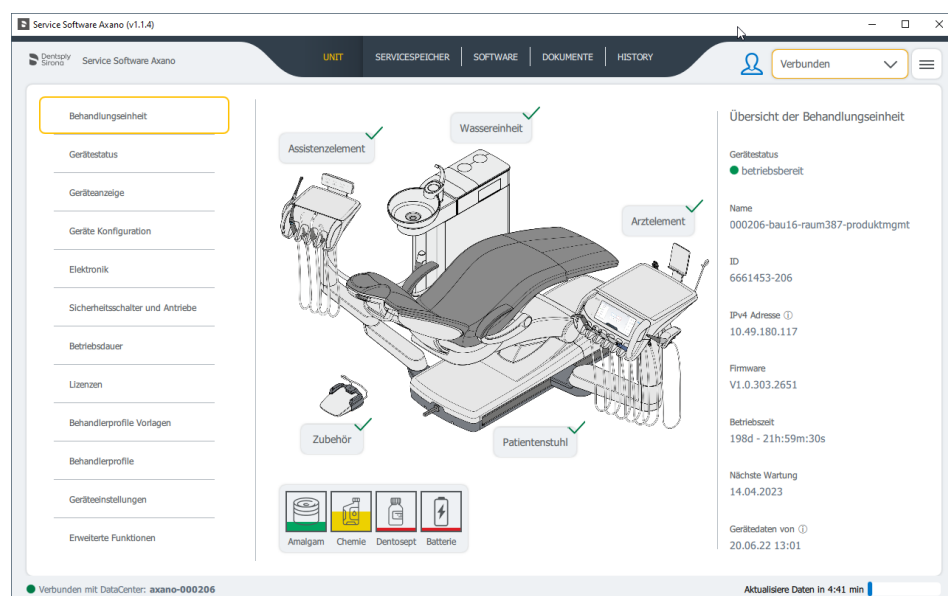 Service Software Axano (v1.1.4)
Dentsply
Sirona
Service Software Axano
UNIT
SERVICESPEICHER
SOFTWARE
DOKUMENTE
HISTORY
Verbunden
Behandlungseinheit
Gerätestatus
Geräteanzeige
Geräte Konfiguration
Elektronik
Sicherheitsschalter und Antriebe
Betriebsdauer
Lizenzen
Behandlerprofile Vorlagen
Behandlerprofile
Geräteeinstellungen
Erweiterte Funktionen
Assistenzelement
Wassereinheit
Arztelement
Zubehör
Patientenstuhl
Amalgam
Chemie
Dentosept
Batterie
Übersicht der Behandlungseinheit
Gerätestatus
betriebsbereit
Name
000206-bau16-raum387-produktmgmt
ID
6661453-206
IPv4 Adresse ⓘ
10.49.180.117
Firmware
V1.0.303.2651
Betriebszeit
198d - 21h:59m:30s
Nächste Wartung
14.04.2023
Gerätedaten von ⓘ
20.06.22 13:01
Verbunden mit DataCenter: axano-000206
Aktualisiere Daten in 4:41 min